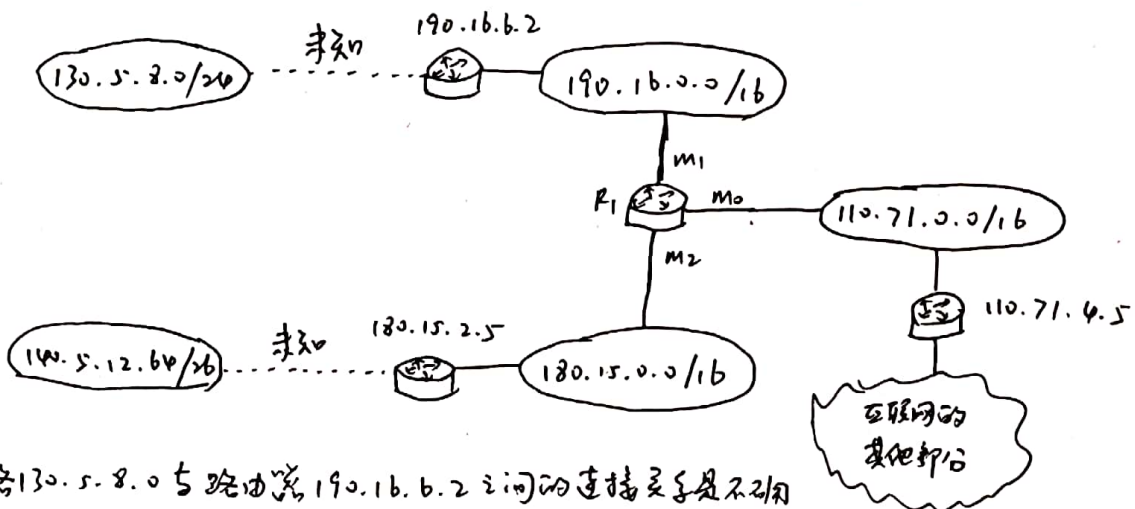 未知
190.16.6.2
130.5.8.0/24
190.16.0.0/16
m1
R1
m0
110.71.0.0/16
m2
110.71.4.5
未知
180.15.2.5
140.5.12.64/26
180.15.0.0/16
互联网的
其他部分
130.5.8.0与路由器190.16.6.2之间的连接关系是不明